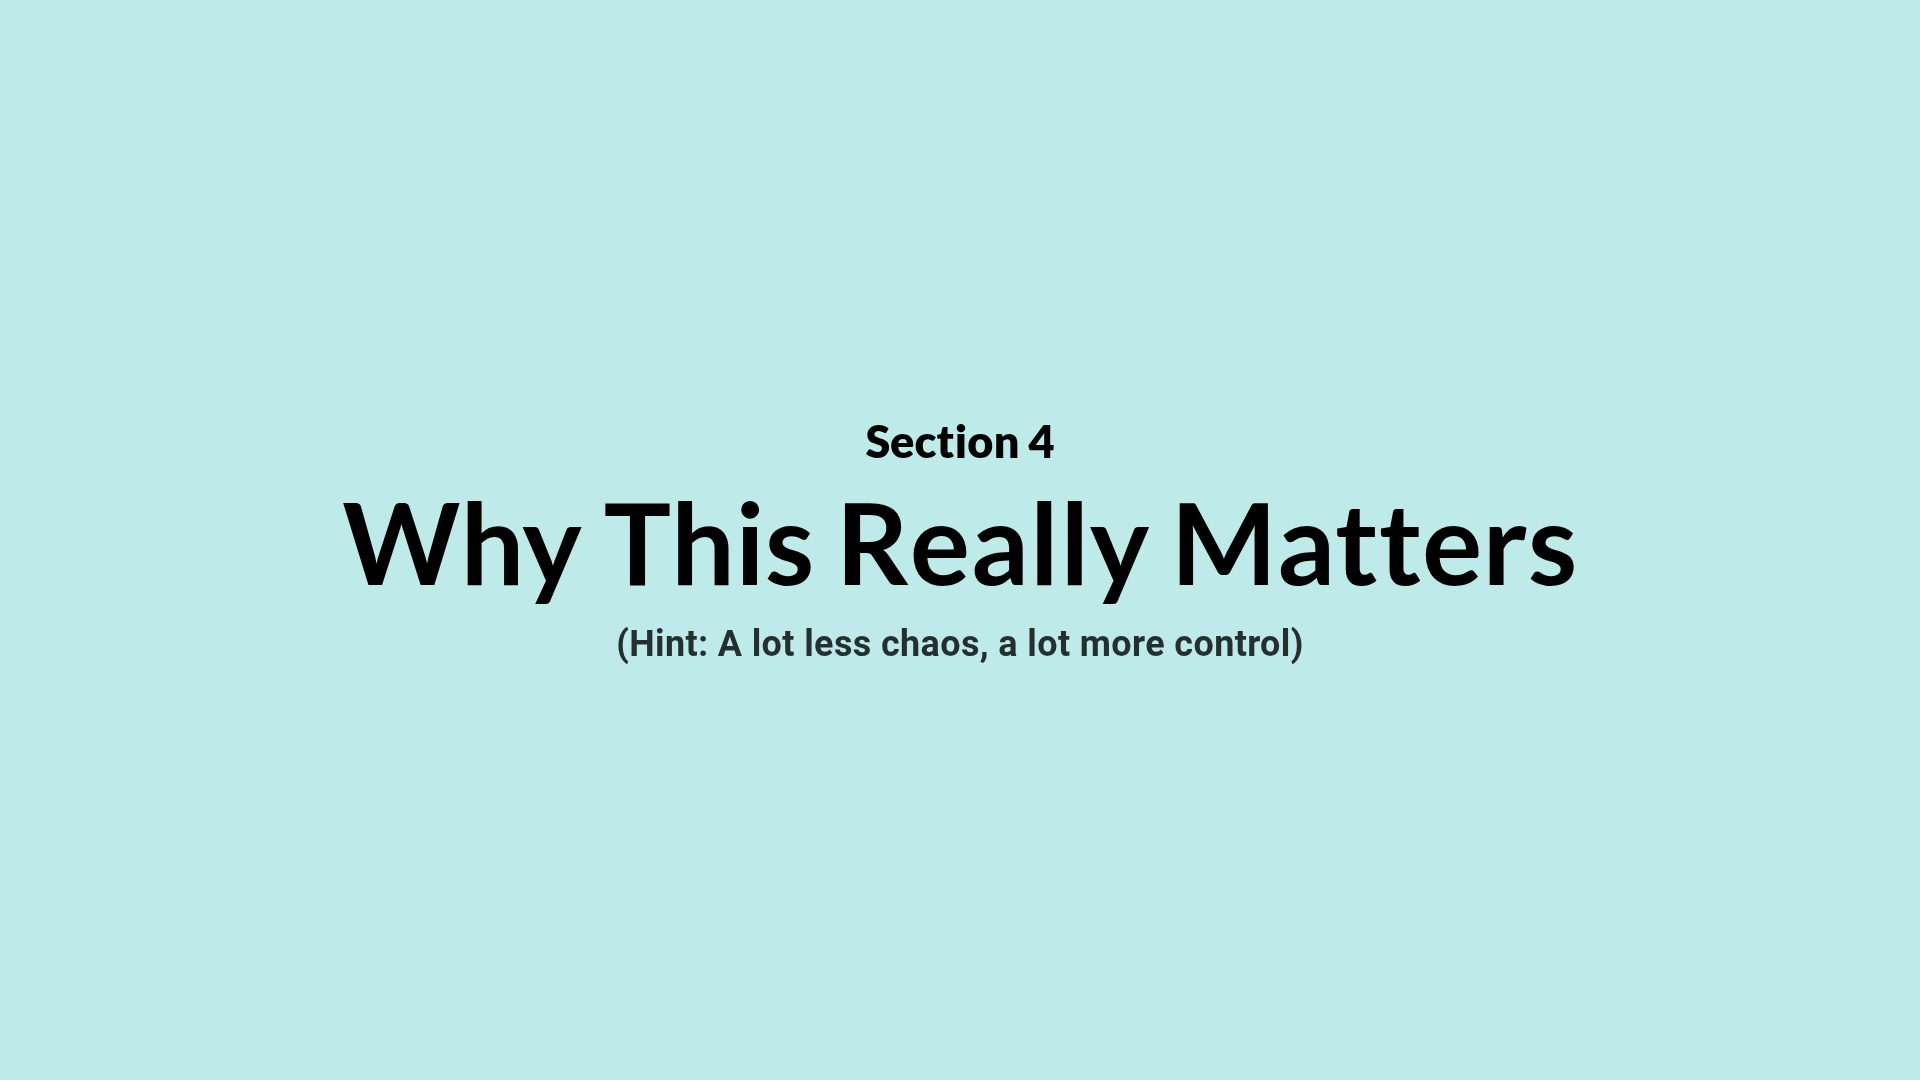 Section 4
Why This Really Matters
(Hint: A lot less chaos, a lot more control)